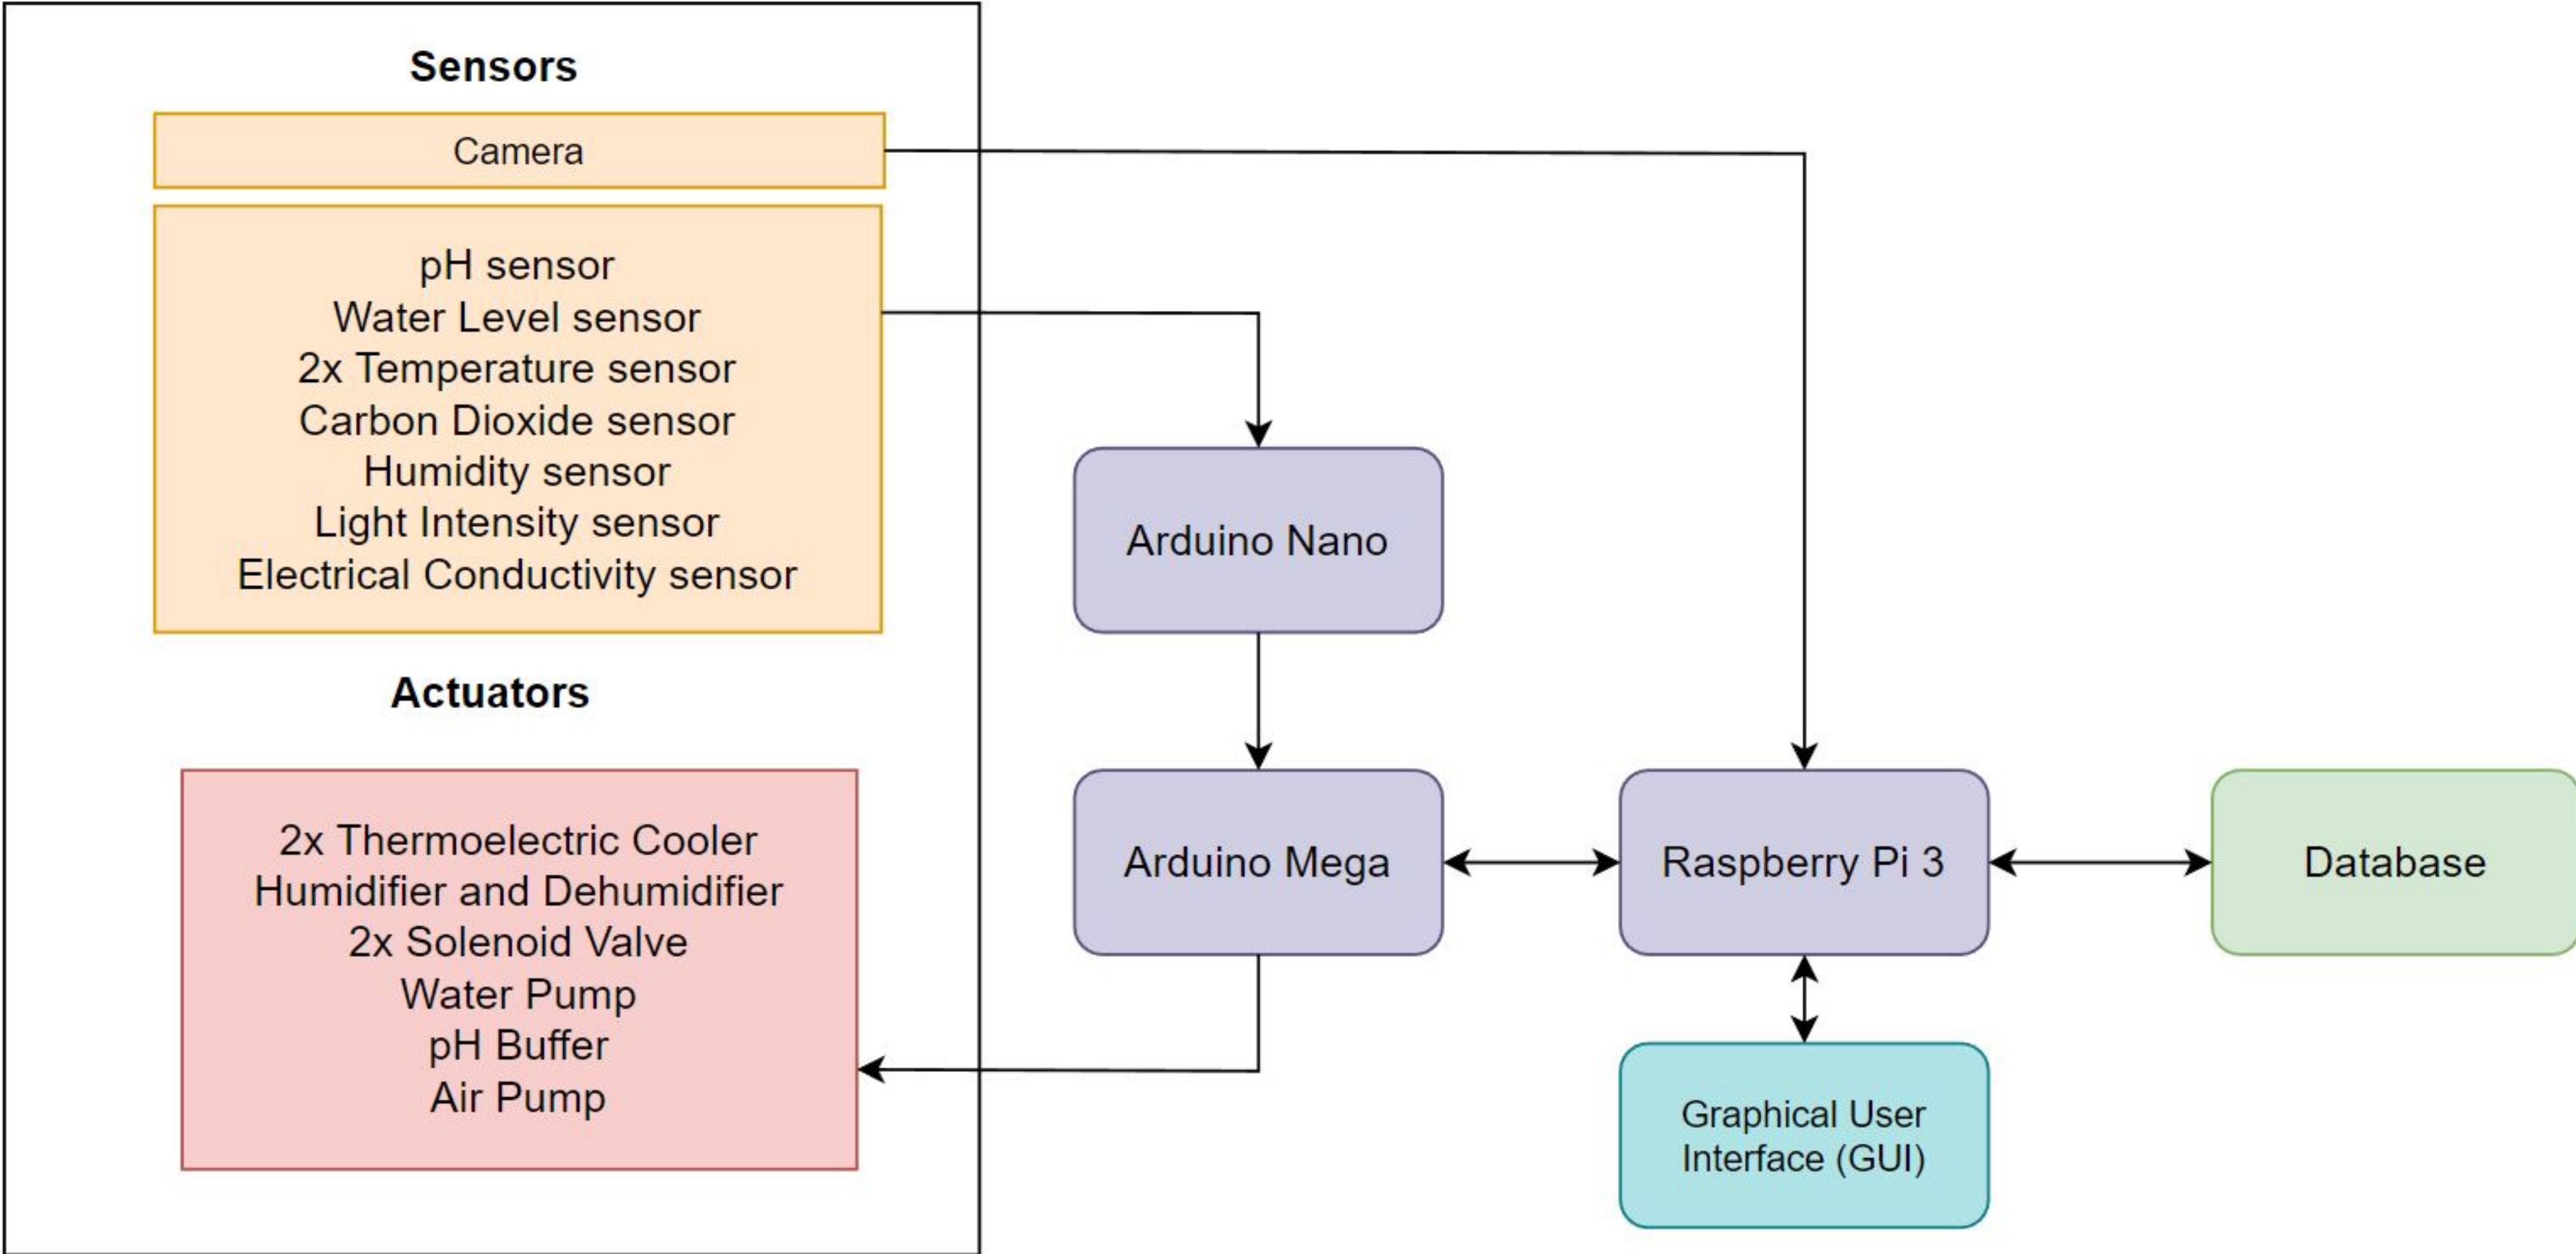 Sensors
Camera
pH sensor
Water Level sensor
2x Temperature sensor
Carbon Dioxide sensor
Humidity sensor
Light Intensity sensor
Electrical Conductivity sensor
Actuators
2x Thermoelectric Cooler
Humidifier and Dehumidifier
2x Solenoid Valve
Water Pump
pH Buffer
Air Pump
Arduino Nano
Arduino Mega
Raspberry Pi 3
Database
Graphical User
Interface (GUI)